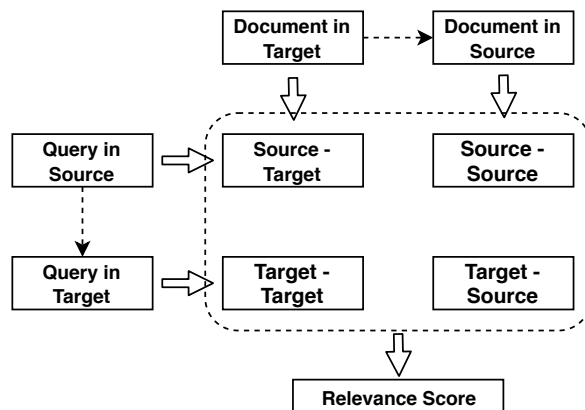 Document in
Target
Document in
Source
Query in
Source
Source -
Target
Source -
Source
Query in
Target
Target -
Target
Target -
Source
Relevance Score